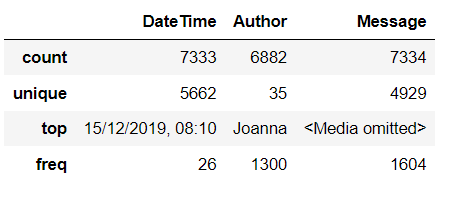 DateTime Author Message
count 7333 6882 7334
unique 5662 35 4929
top 15/12/2019, 08:10 Joanna <Media omitted>
freq 26 1300 1604